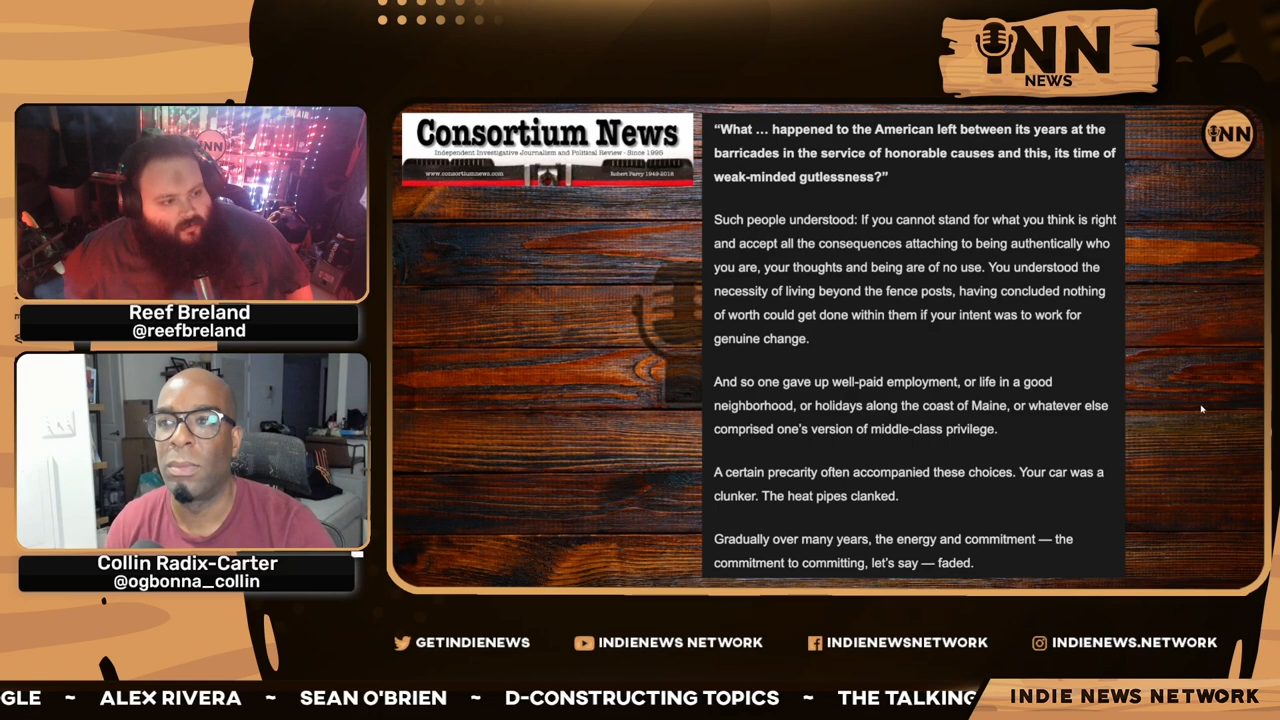 INN
NEWS
INN
Reef Breland
@reefbreland
Collin Radix-Carter
@ogbonna_collin
Consortium News
Independent Investigative Journalism and Political Review - Since 1995
www.consortiumnews.com
Robert Parry 1949-2018
“What … happened to the American left between its years at the
barricades in the service of honorable causes and this, its time of
weak-minded gutlessness?”
Such people understood: If you cannot stand for what you think is right
and accept all the consequences attaching to being authentically who
you are, your thoughts and being are of no use. You understood the
necessity of living beyond the fence posts, having concluded nothing
of worth could get done within them if your intent was to work for
genuine change.
And so one gave up well-paid employment, or life in a good
neighborhood, or holidays along the coast of Maine, or whatever else
comprised one’s version of middle-class privilege.
A certain precarity often accompanied these choices. Your car was a
clunker. The heat pipes clanked.
Gradually over many years, the energy and commitment — the
commitment to committing, let’s say — faded.
INN
GETINDIENEWS
INDIENEWS NETWORK
INDIENEWSNETWORK
INDIENEWS.NETWORK
GLE ~ ALEX RIVERA ~ SEAN O'BRIEN ~ D-CONSTRUCTING TOPICS ~ THE TALKING
INDIE NEWS NETWORK